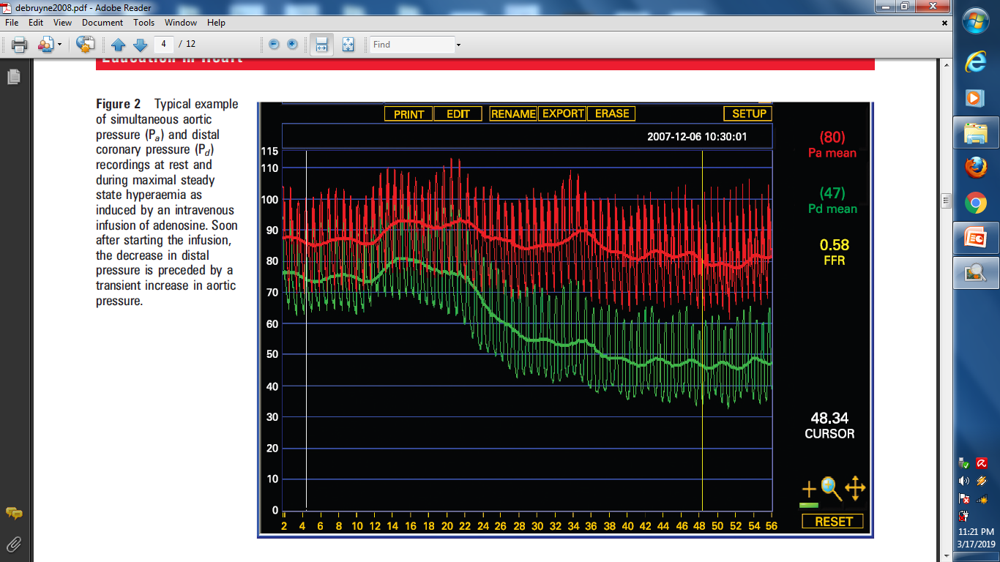 debruyne2008.pdf - Adobe Reader
File Edit View Document Tools Window Help
4 / 12 Find
Education in Heart
Figure 2 Typical example
of simultaneous aortic
pressure (Pa) and distal
coronary pressure (Pd)
recordings at rest and
during maximal steady
state hyperaemia as
induced by an intravenous
infusion of adenosine. Soon
after starting the infusion,
the decrease in distal
pressure is preceded by a
transient increase in aortic
pressure.
PRINT EDIT RENAME EXPORT ERASE SETUP
2007-12-06 10:30:01
115
110
100
90
80
70
60
50
40
30
20
10
0
2 4 6 8 10 12 14 16 18 20 22 24 26 28 30 32 34 36 38 40 42 44 46 48 50 52 54 56
(80)
Pa mean
(47)
Pd mean
0.58
FFR
48.34
CURSOR
RESET
11:21 PM
3/17/2019